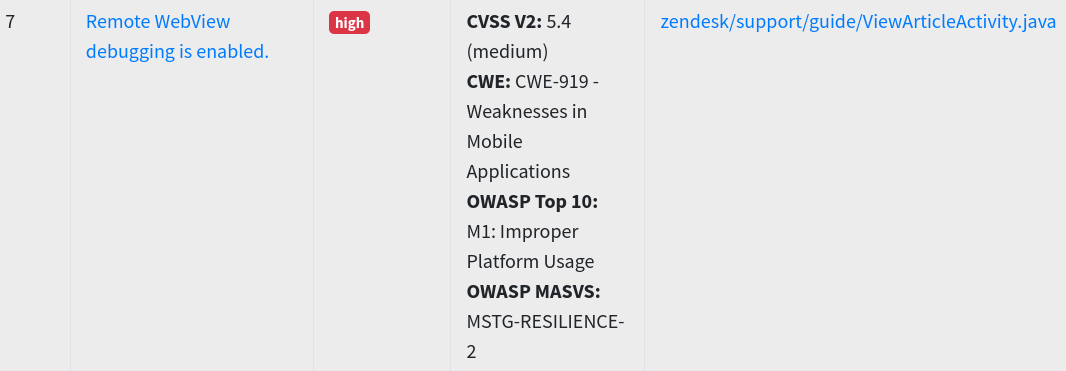 7
Remote WebView
debugging is enabled.
high
CVSS V2: 5.4
(medium)
CWE: CWE-919 -
Weaknesses in
Mobile
Applications
OWASP Top 10:
M1: Improper
Platform Usage
OWASP MASVS:
MSTG-RESILIENCE-
2
zendesk/support/guide/ViewArticleActivity.java